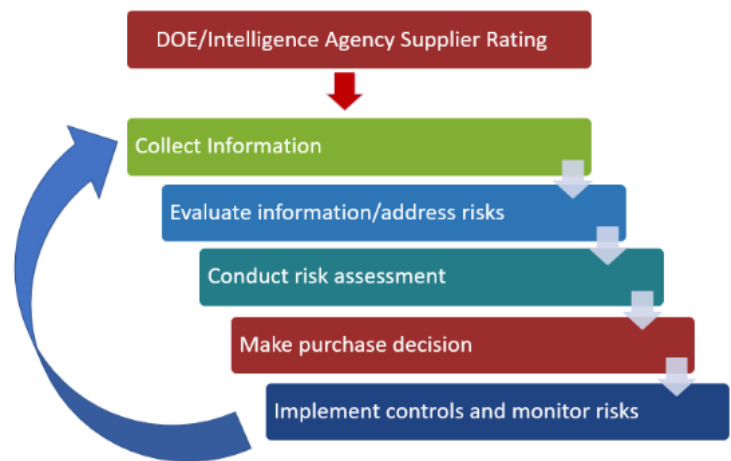 DOE/Intelligence Agency Supplier Rating
Collect Information
Evaluate information/address risks
Conduct risk assessment
Make purchase decision
Implement controls and monitor risks